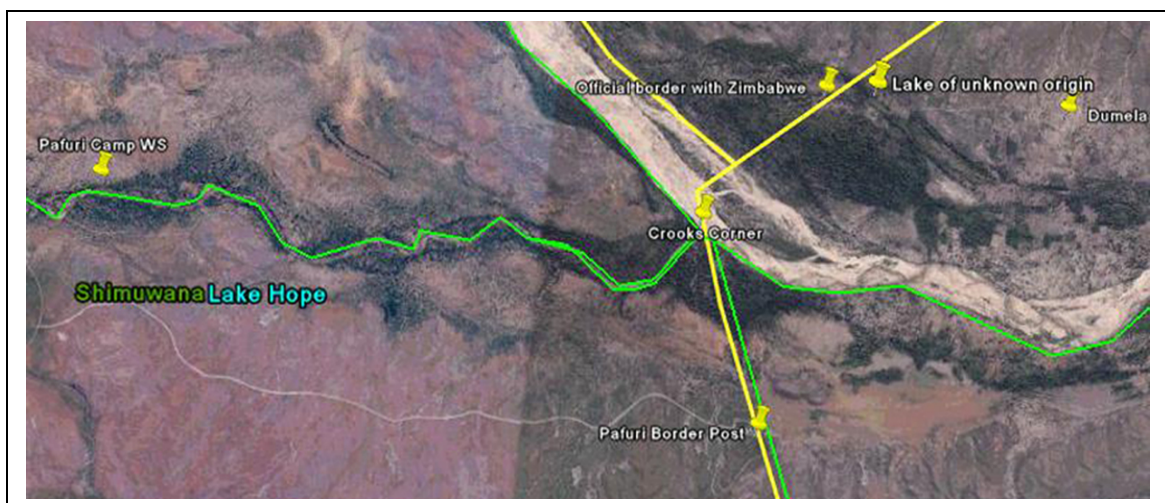 Official border with Zimbabwe
Lake of unknown origin
Dumela
Pafuri Camp WS
Crooks Corner
Shimuwana Lake Hope
Pafuri Border Post